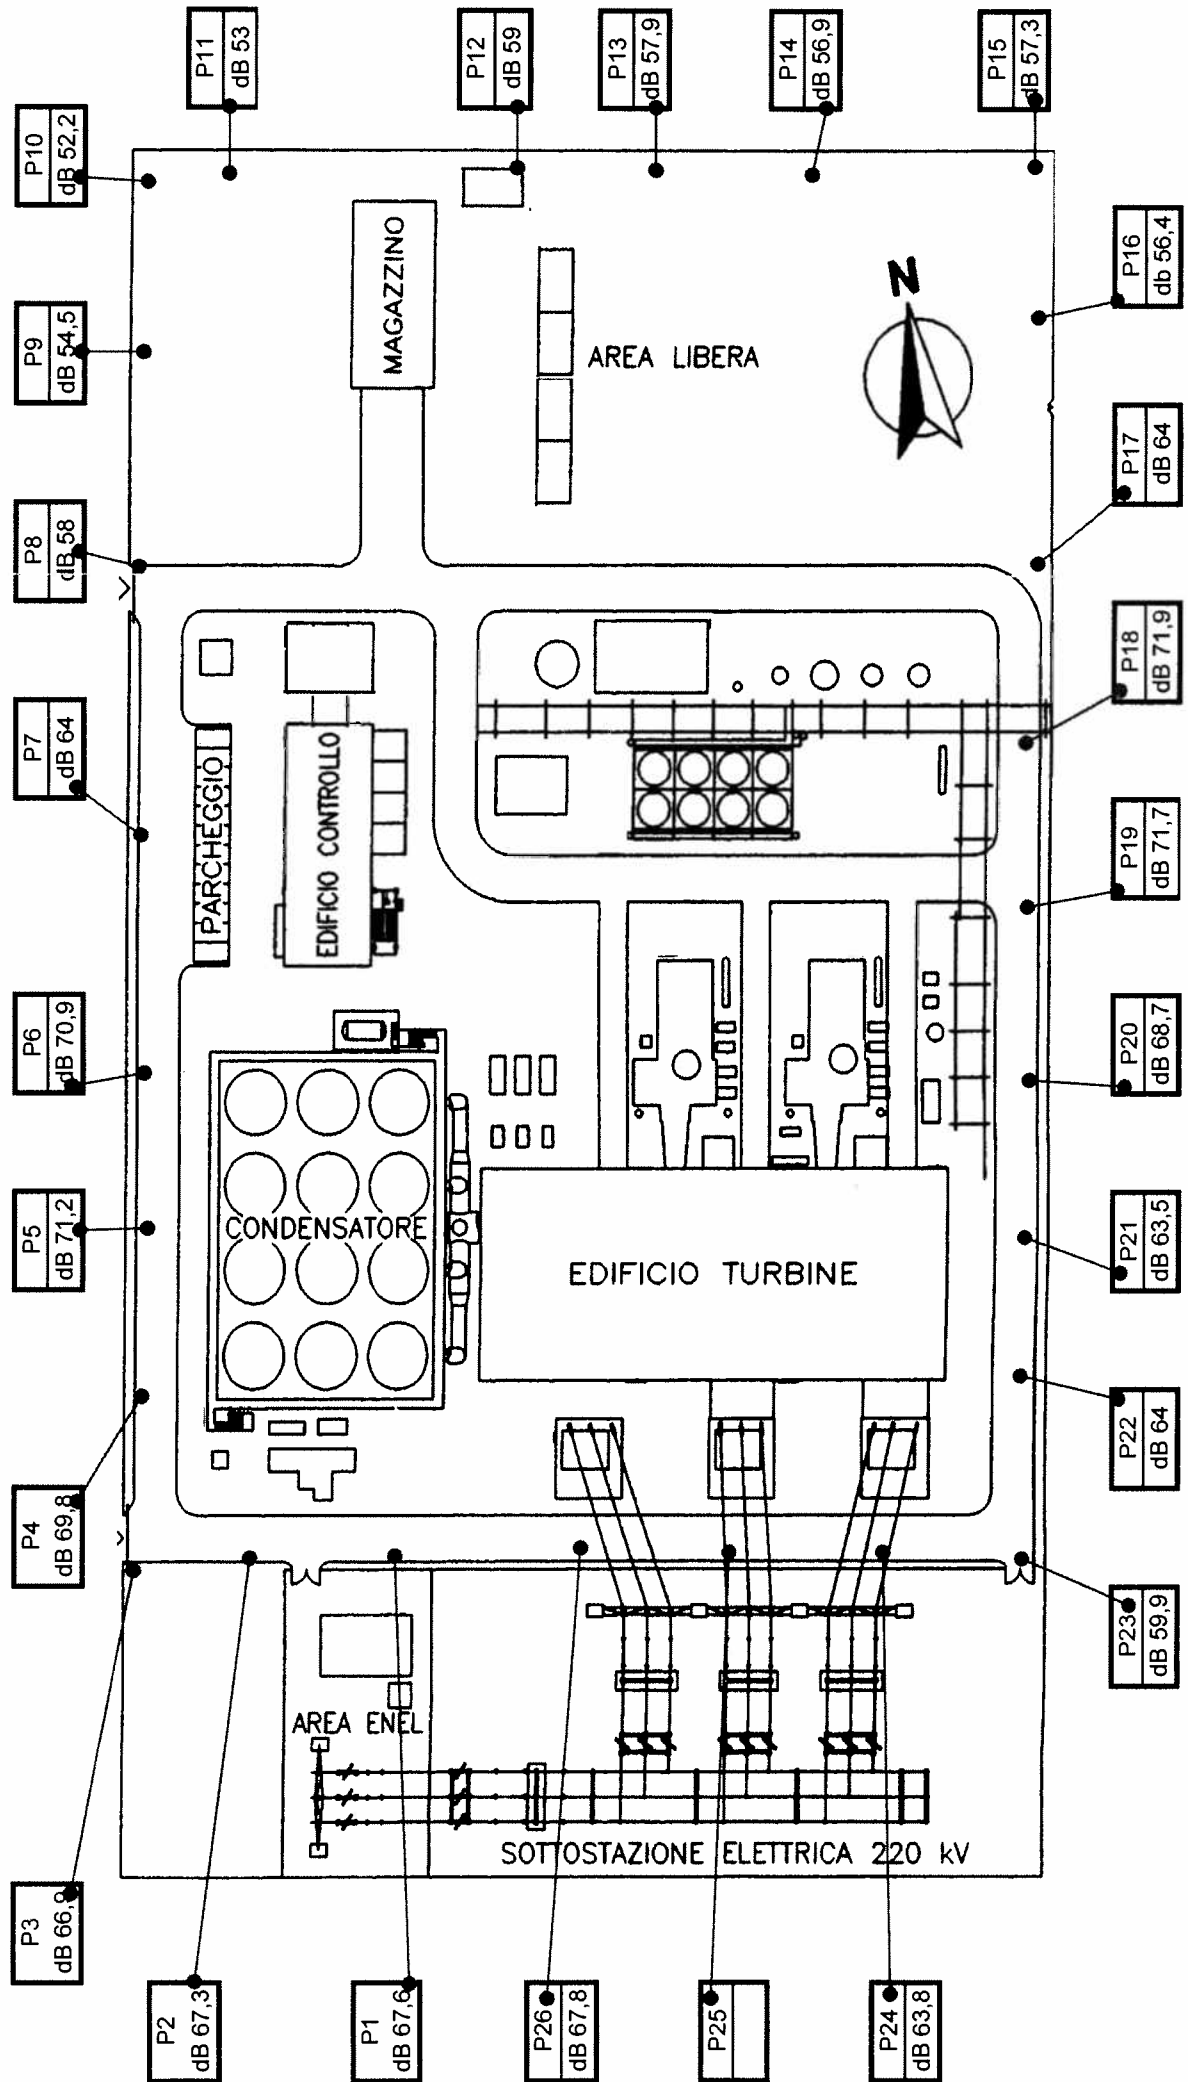 P11
dB 53
P12
dB 59
P13
dB 57,9
P14
dB 56,9
P15
dB 57,3
P10
dB 52,2
P9
dB 54,5
P8
dB 58
P7
dB 64
P6
dB 70,9
P5
dB 71,2
P4
dB 69,8
P3
dB 66,9
P16
db 56,4
P17
dB 64
P18
dB 71,9
P19
dB 71,7
P20
dB 68,7
P21
dB 63,5
P22
dB 64
P23
dB 59,9
MAGAZZINO
AREA LIBERA
N
PARCHEGGIO
EDIFICIO CONTROLLO
CONDENSATORE
EDIFICIO TURBINE
AREA ENEL
SOTTOSTAZIONE ELETTRICA 220 kV
P2
dB 67,3
P1
dB 67,6
P26
dB 67,8
P25
P24
dB 63,8